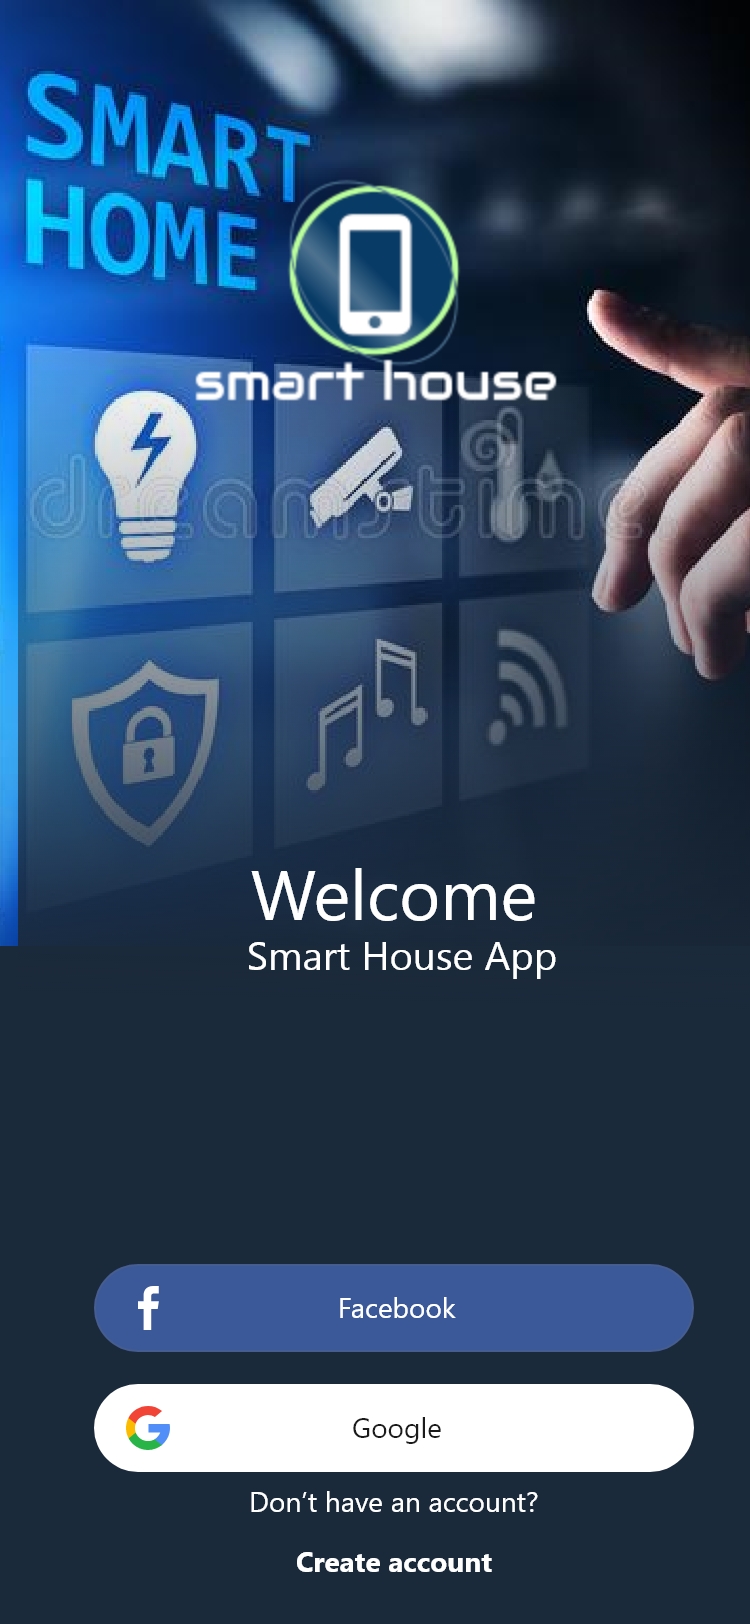 SMART
HOME
smart house
dreamstime
Welcome
Smart House App
Facebook
Google
Don’t have an account?
Create account